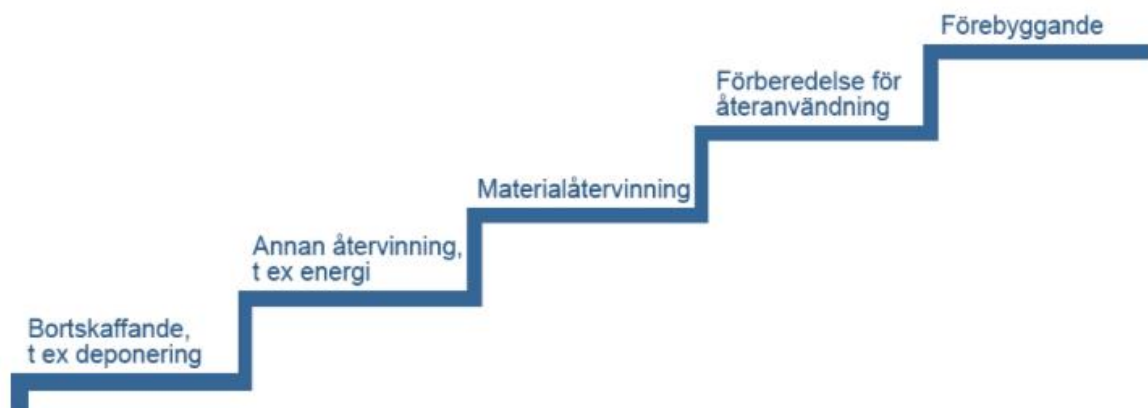 Förebyggande
Förberedelse för
återanvändning
Materialåtervinning
Annan återvinning,
t ex energi
Bortskaffande,
t ex deponering